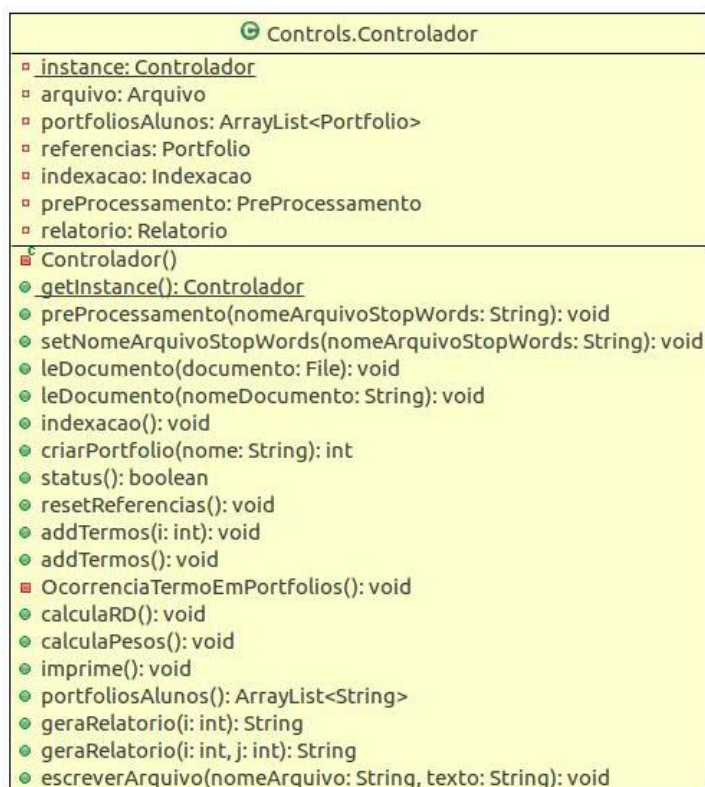 Controls.Controlador
instance: Controlador
arquivo: Arquivo
portfoliosAlunos: ArrayList<Portfolio>
referencias: Portfolio
indexacao: Indexacao
preProcessamento: PreProcessamento
relatorio: Relatorio
Controlador()
getInstance(): Controlador
preProcessamento(nomeArquivoStopWords: String): void
setNomeArquivoStopWords(nomeArquivoStopWords: String): void
leDocumento(documento: File): void
leDocumento(nomeDocumento: String): void
indexacao(): void
criarPortfolio(nome: String): int
status(): boolean
resetReferencias(): void
addTermos(i: int): void
addTermos(): void
OcorrenciaTermoEmPortfolios(): void
calculaRD(): void
calculaPesos(): void
imprime(): void
portfoliosAlunos(): ArrayList<String>
geraRelatorio(i: int): String
geraRelatorio(i: int, j: int): String
escreverArquivo(nomeArquivo: String, texto: String): void